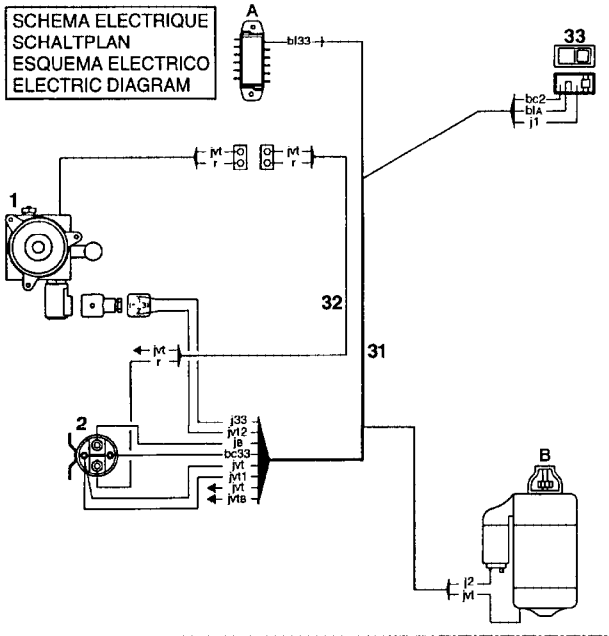 SCHEMA ELECTRIQUE
SCHALTPLAN
ESQUEMA ELECTRICO
ELECTRIC DIAGRAM
A
bl33
33
bc2
blA
j1
jvt
r
jvt
r
1
32
31
jvt
r
2
j33
jvt2
jB
bc33
jvt
jvt1
jvt
jvtB
B
j2
jvt